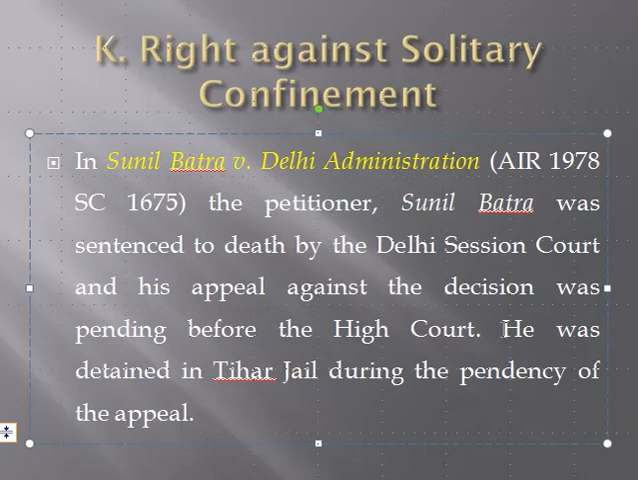 K. Right against Solitary
Confinement
In Sunil Batra v. Delhi Administration (AIR 1978
SC 1675) the petitioner, Sunil Batra was
sentenced to death by the Delhi Session Court
and his appeal against the decision was
pending before the High Court. He was
detained in Tihar Jail during the pendency of
the appeal.